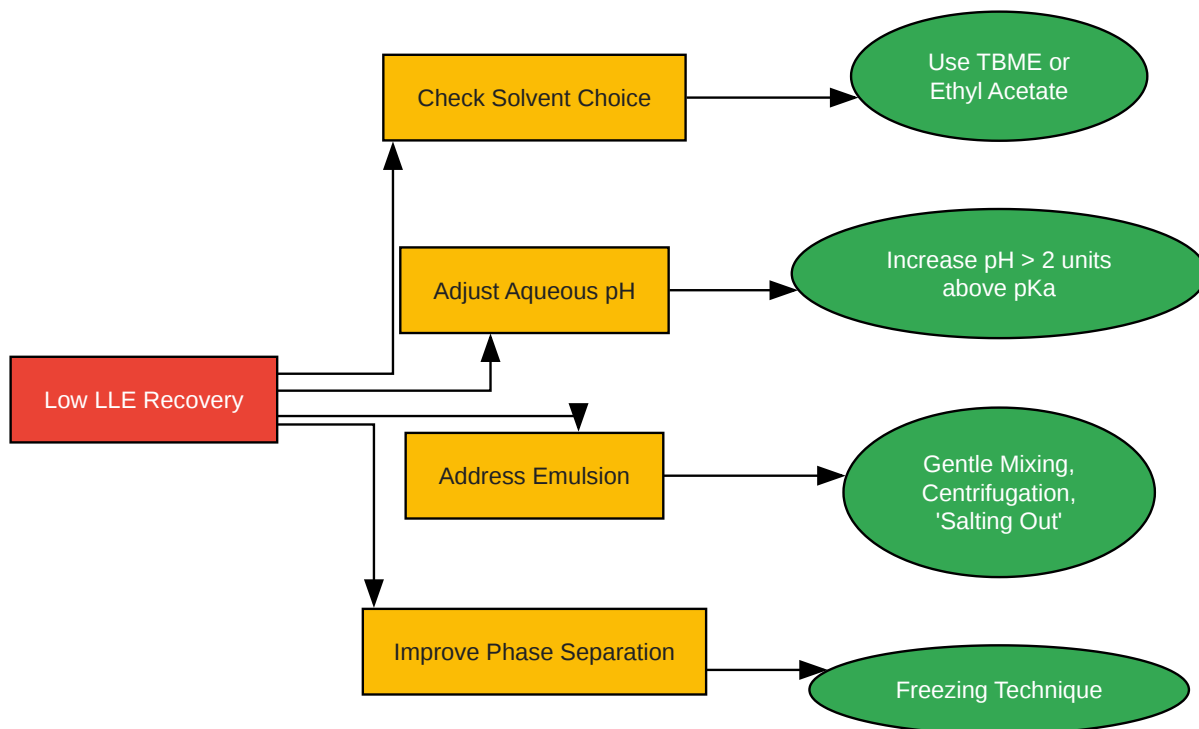 Low LLE Recovery
Check Solvent Choice
Use TBME or
Ethyl Acetate
Adjust Aqueous pH
Increase pH > 2 units
above pKa
Address Emulsion
Gentle Mixing,
Centrifugation,
'Salting Out'
Improve Phase Separation
Freezing Technique